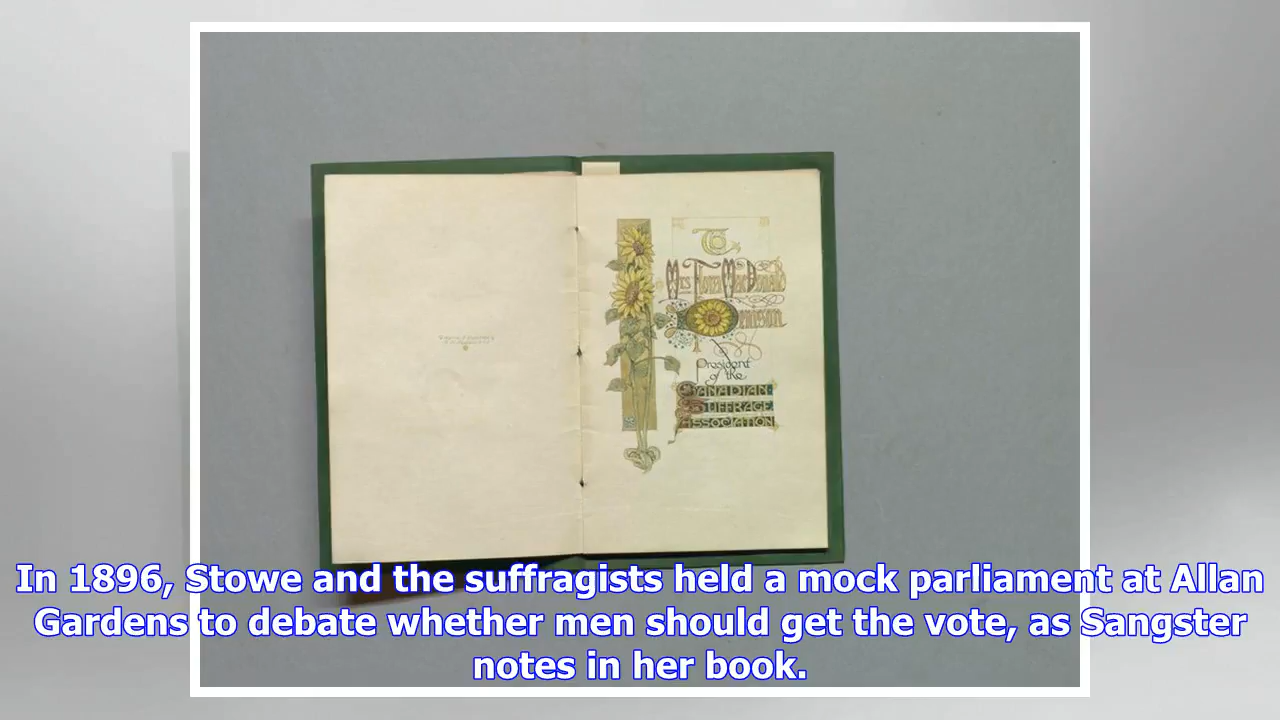 To
Mrs Flora MacDonald
Denison
President
of the
CANADIAN
SUFFRAGE
ASSOCIATION
In 1896, Stowe and the suffragists held a mock parliament at Allan
Gardens to debate whether men should get the vote, as Sangster
notes in her book.